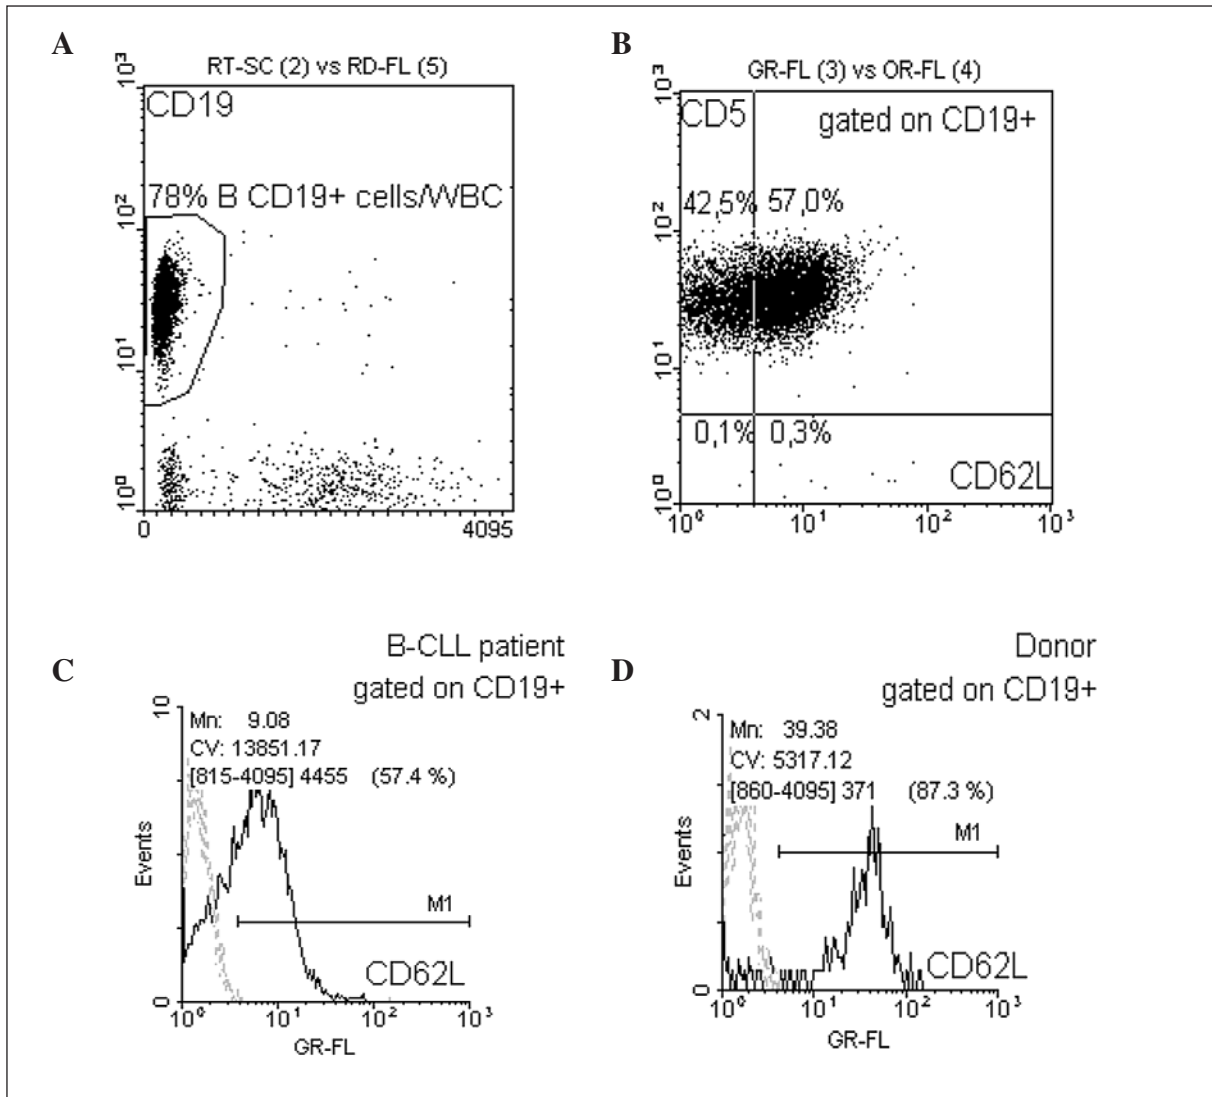 A
RT-SC (2) vs RD-FL (5)
10³
CD19
78% B CD19+ cells/WBC
10²
10¹
10⁰
0
4095
B
GR-FL (3) vs OR-FL (4)
10³
CD5
gated on CD19+
42,5%
57,0%
10²
10¹
0,1%
0,3%
CD62L
10⁰
10⁰
10¹
10²
10³
C
B-CLL patient
gated on CD19+
10
Mn: 9.08
CV: 13851.17
[815-4095] 4455 (57.4 %)
Events
M1
CD62L
0
10⁰
10¹
10²
10³
GR-FL
D
Donor
gated on CD19+
2
Mn: 39.38
CV: 5317.12
[860-4095] 371 (87.3 %)
M1
Events
CD62L
0
10⁰
10¹
10²
10³
GR-FL